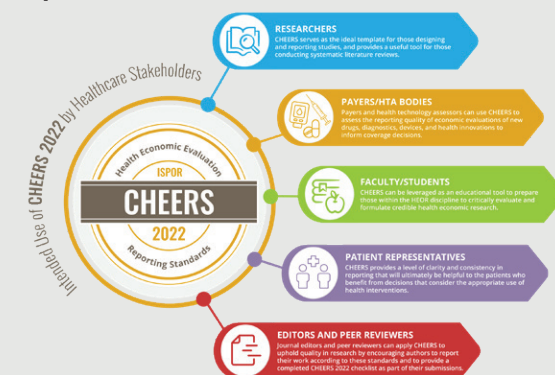 Intended Use of CHEERS 2022 by Healthcare Stakeholders
Health Economic Evaluation
ISPOR
CHEERS
2022
Reporting Standards
RESEARCHERS
CHEERS serves as the ideal template for those designing
and reporting studies, and provides a useful tool for those
conducting systematic literature reviews.
PAYERS/HTA BODIES
Payers and health technology assessors can use CHEERS to
assess the reporting quality of economic evaluations of new
drugs, diagnostics, devices, and health innovations to
inform coverage decisions.
FACULTY/STUDENTS
CHEERS can be leveraged as an educational tool to prepare
those within the HEOR discipline to critically evaluate and
formulate credible health economic research.
PATIENT REPRESENTATIVES
CHEERS provides a level of clarity and consistency in
reporting that will ultimately be helpful to the patients who
benefit from decisions that consider the appropriate use of
health interventions.
EDITORS AND PEER REVIEWERS
Journal editors and peer reviewers can apply CHEERS to
uphold quality in research by encouraging authors to report
their work according to these standards and to provide a
completed CHEERS 2022 checklist as part of their submissions.